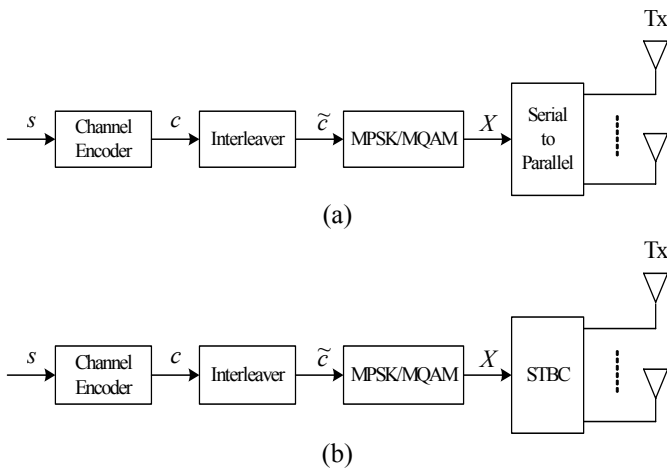 Tx
s
Channel
Encoder
c
Interleaver
c̃
MPSK/MQAM
X
Serial
to
Parallel
(a)
Tx
s
Channel
Encoder
c
Interleaver
c̃
MPSK/MQAM
X
STBC
(b)